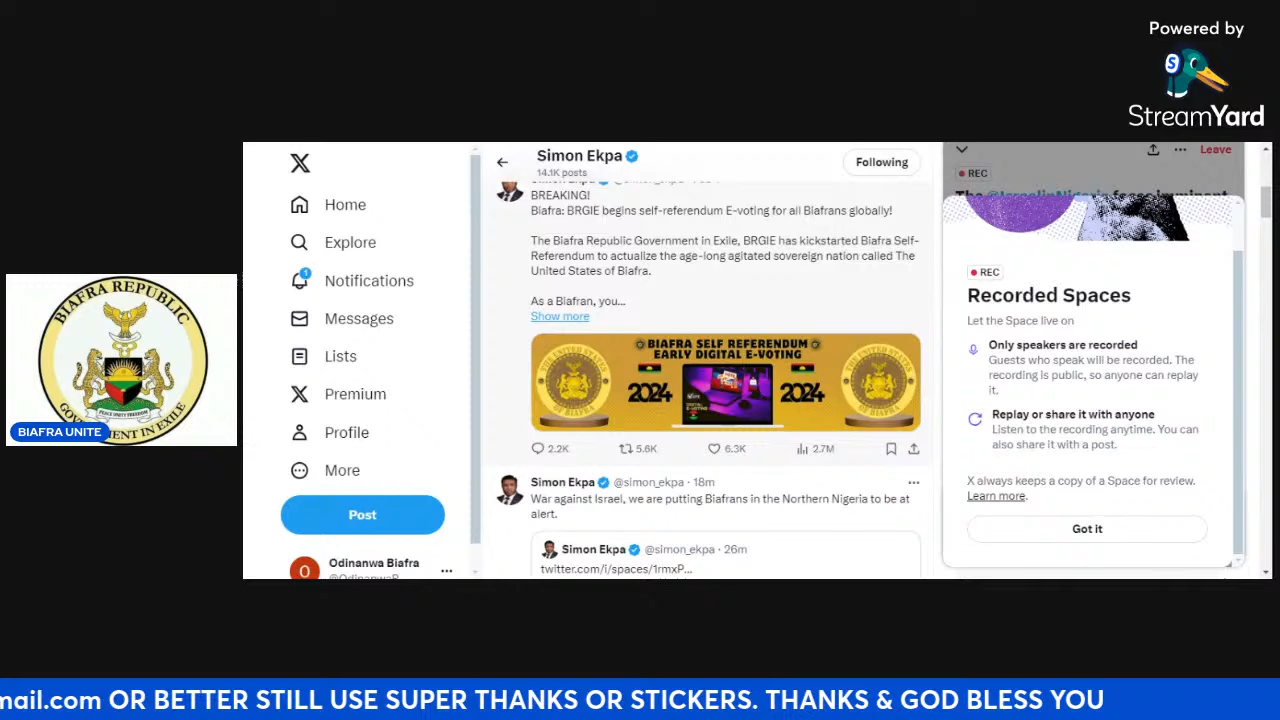 Powered by
StreamYard
BIAFRA REPUBLIC
GOVERNMENT IN EXILE
PEACE UNITY FREEDOM
BIAFRA UNITE
Home
Explore
1
Notifications
Messages
Lists
Premium
Profile
More
Post
Odinanwa Biafra
Simon Ekpa
14.1K posts
Following
BREAKING!
Biafra: BRGIE begins self-referendum E-voting for all Biafrans globally!
The Biafra Republic Government in Exile, BRGIE has kickstarted Biafra Self-
Referendum to actualize the age-long agitated sovereign nation called The
United States of Biafra.
As a Biafran, you...
Show more
BIAFRA SELF REFERENDUM
EARLY DIGITAL E-VOTING
2024
2024
2.2K
5.6K
6.3K
2.7M
Simon Ekpa @simon_ekpa · 18m
War against Israel, we are putting Biafrans in the Northern Nigeria to be at
alert.
Simon Ekpa @simon_ekpa · 26m
twitter.com/i/spaces/1rmxP...
Leave
REC
The @IsraelinNigeria faces imminent
REC
Recorded Spaces
Let the Space live on
Only speakers are recorded
Guests who speak will be recorded. The
recording is public, so anyone can replay
it.
Replay or share it with anyone
Listen to the recording anytime. You can
also share it with a post.
X always keeps a copy of a Space for review.
Learn more.
Got it
mail.com OR BETTER STILL USE SUPER THANKS OR STICKERS. THANKS & GOD BLESS YOU